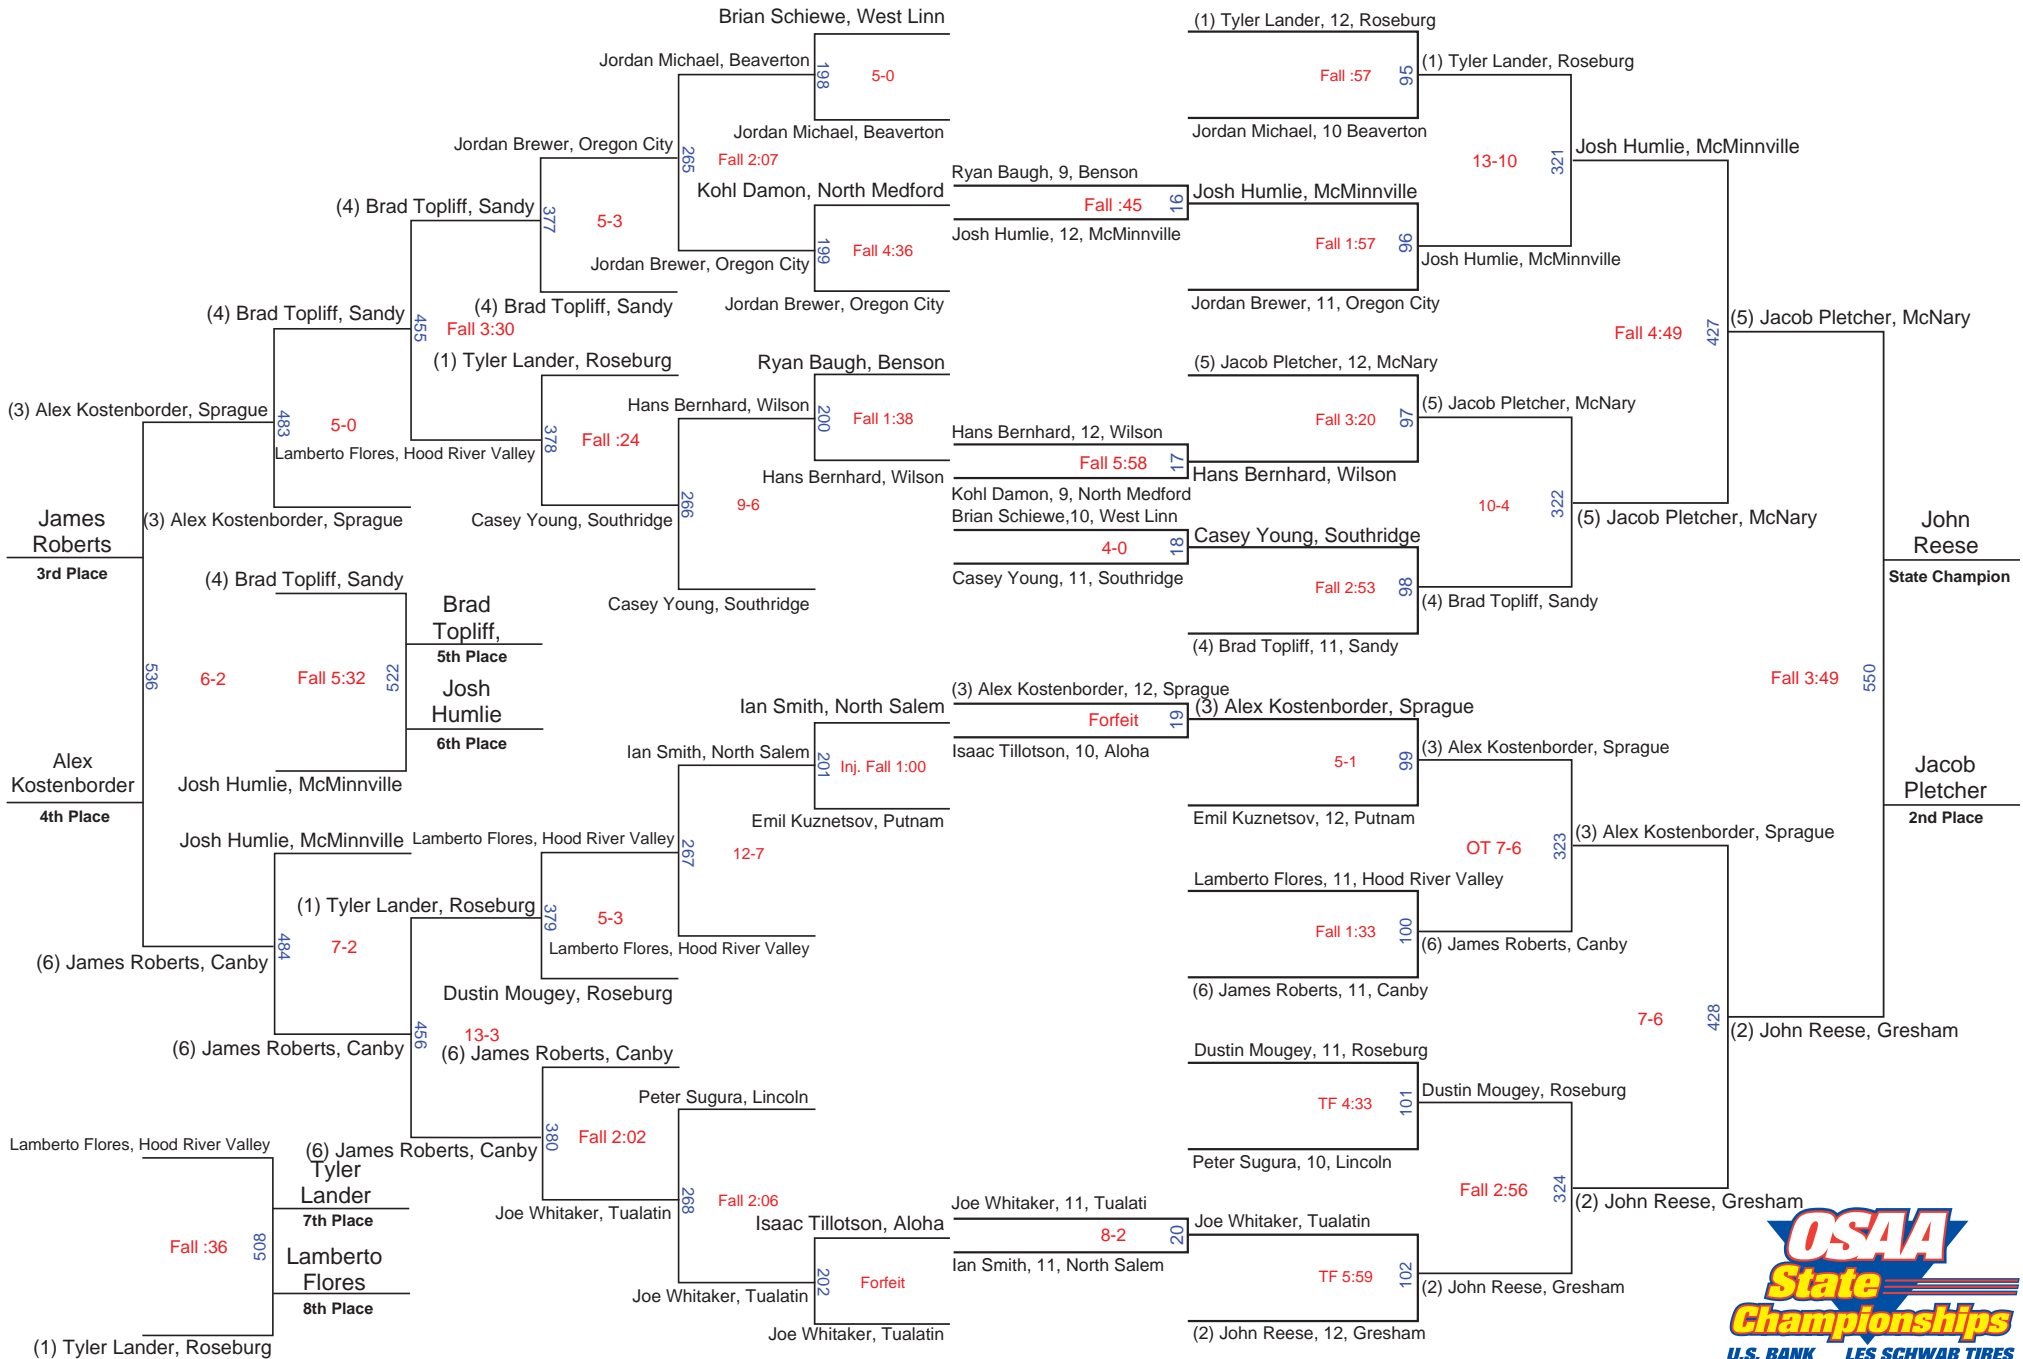 Brian Schiewe, West Linn
(1) Tyler Lander, 12, Roseburg
Jordan Michael, Beaverton
198
5-0
Fall :57
95
(1) Tyler Lander, Roseburg
Jordan Michael, Beaverton
Jordan Michael, 10 Beaverton
Jordan Brewer, Oregon City
265
Fall 2:07
13-10
321
Josh Humlie, McMinnville
Kohl Damon, North Medford
Ryan Baugh, 9, Benson
(4) Brad Topliff, Sandy
377
5-3
Fall :45
16
Josh Humlie, McMinnville
Josh Humlie, 12, McMinnville
199
Fall 4:36
Fall 1:57
96
Jordan Brewer, Oregon City
Josh Humlie, McMinnville
(4) Brad Topliff, Sandy
Jordan Brewer, Oregon City
Jordan Brewer, 11, Oregon City
(4) Brad Topliff, Sandy
455
Fall 3:30
Fall 4:49
427
(5) Jacob Pletcher, McNary
(1) Tyler Lander, Roseburg
Ryan Baugh, Benson
(5) Jacob Pletcher, 12, McNary
(3) Alex Kostenborder, Sprague
483
5-0
Hans Bernhard, Wilson
200
Fall 1:38
Fall 3:20
97
(5) Jacob Pletcher, McNary
378
Fall :24
Hans Bernhard, 12, Wilson
Lamberto Flores, Hood River Valley
Fall 5:58
17
Hans Bernhard, Wilson
Hans Bernhard, Wilson
Kohl Damon, 9, North Medford
266
9-6
10-4
322
James
Roberts
3rd Place
(3) Alex Kostenborder, Sprague
Casey Young, Southridge
Brian Schiewe,10, West Linn
(5) Jacob Pletcher, McNary
John
Reese
State Champion
4-0
18
Casey Young, Southridge
Casey Young, 11, Southridge
(4) Brad Topliff, Sandy
Fall 2:53
98
Casey Young, Southridge
(4) Brad Topliff, Sandy
Brad
Topliff,
5th Place
(4) Brad Topliff, 11, Sandy
536
6-2
Fall 5:32
522
Fall 3:49
550
Josh
Humlie
6th Place
(3) Alex Kostenborder, 12, Sprague
Ian Smith, North Salem
Forfeit
19
(3) Alex Kostenborder, Sprague
Isaac Tillotson, 10, Aloha
Ian Smith, North Salem
201
Inj. Fall 1:00
5-1
99
(3) Alex Kostenborder, Sprague
Alex
Kostenborder
4th Place
Josh Humlie, McMinnville
Jacob
Pletcher
2nd Place
Emil Kuznetsov, Putnam
Emil Kuznetsov, 12, Putnam
Josh Humlie, McMinnville
Lamberto Flores, Hood River Valley
267
12-7
OT 7-6
323
(3) Alex Kostenborder, Sprague
Lamberto Flores, 11, Hood River Valley
(1) Tyler Lander, Roseburg
379
5-3
Fall 1:33
100
484
7-2
Lamberto Flores, Hood River Valley
(6) James Roberts, Canby
(6) James Roberts, Canby
Dustin Mougey, Roseburg
(6) James Roberts, 11, Canby
456
13-3
7-6
428
(2) John Reese, Gresham
(6) James Roberts, Canby
(6) James Roberts, Canby
Dustin Mougey, 11, Roseburg
Peter Sugura, Lincoln
TF 4:33
101
Dustin Mougey, Roseburg
380
Fall 2:02
Lamberto Flores, Hood River Valley
(6) James Roberts, Canby
Peter Sugura, 10, Lincoln
Tyler
Lander
7th Place
268
Fall 2:06
Fall 2:56
324
(2) John Reese, Gresham
Joe Whitaker, Tualatin
Isaac Tillotson, Aloha
Joe Whitaker, 11, Tualati
8-2
20
Joe Whitaker, Tualatin
Ian Smith, 11, North Salem
Fall :36
508
Lamberto
Flores
8th Place
202
Forfeit
TF 5:59
102
Joe Whitaker, Tualatin
(2) John Reese, Gresham
Joe Whitaker, Tualatin
(2) John Reese, 12, Gresham
(1) Tyler Lander, Roseburg
OSAA
State
Championships
U.S. BANK LES SCHWAB TIRES